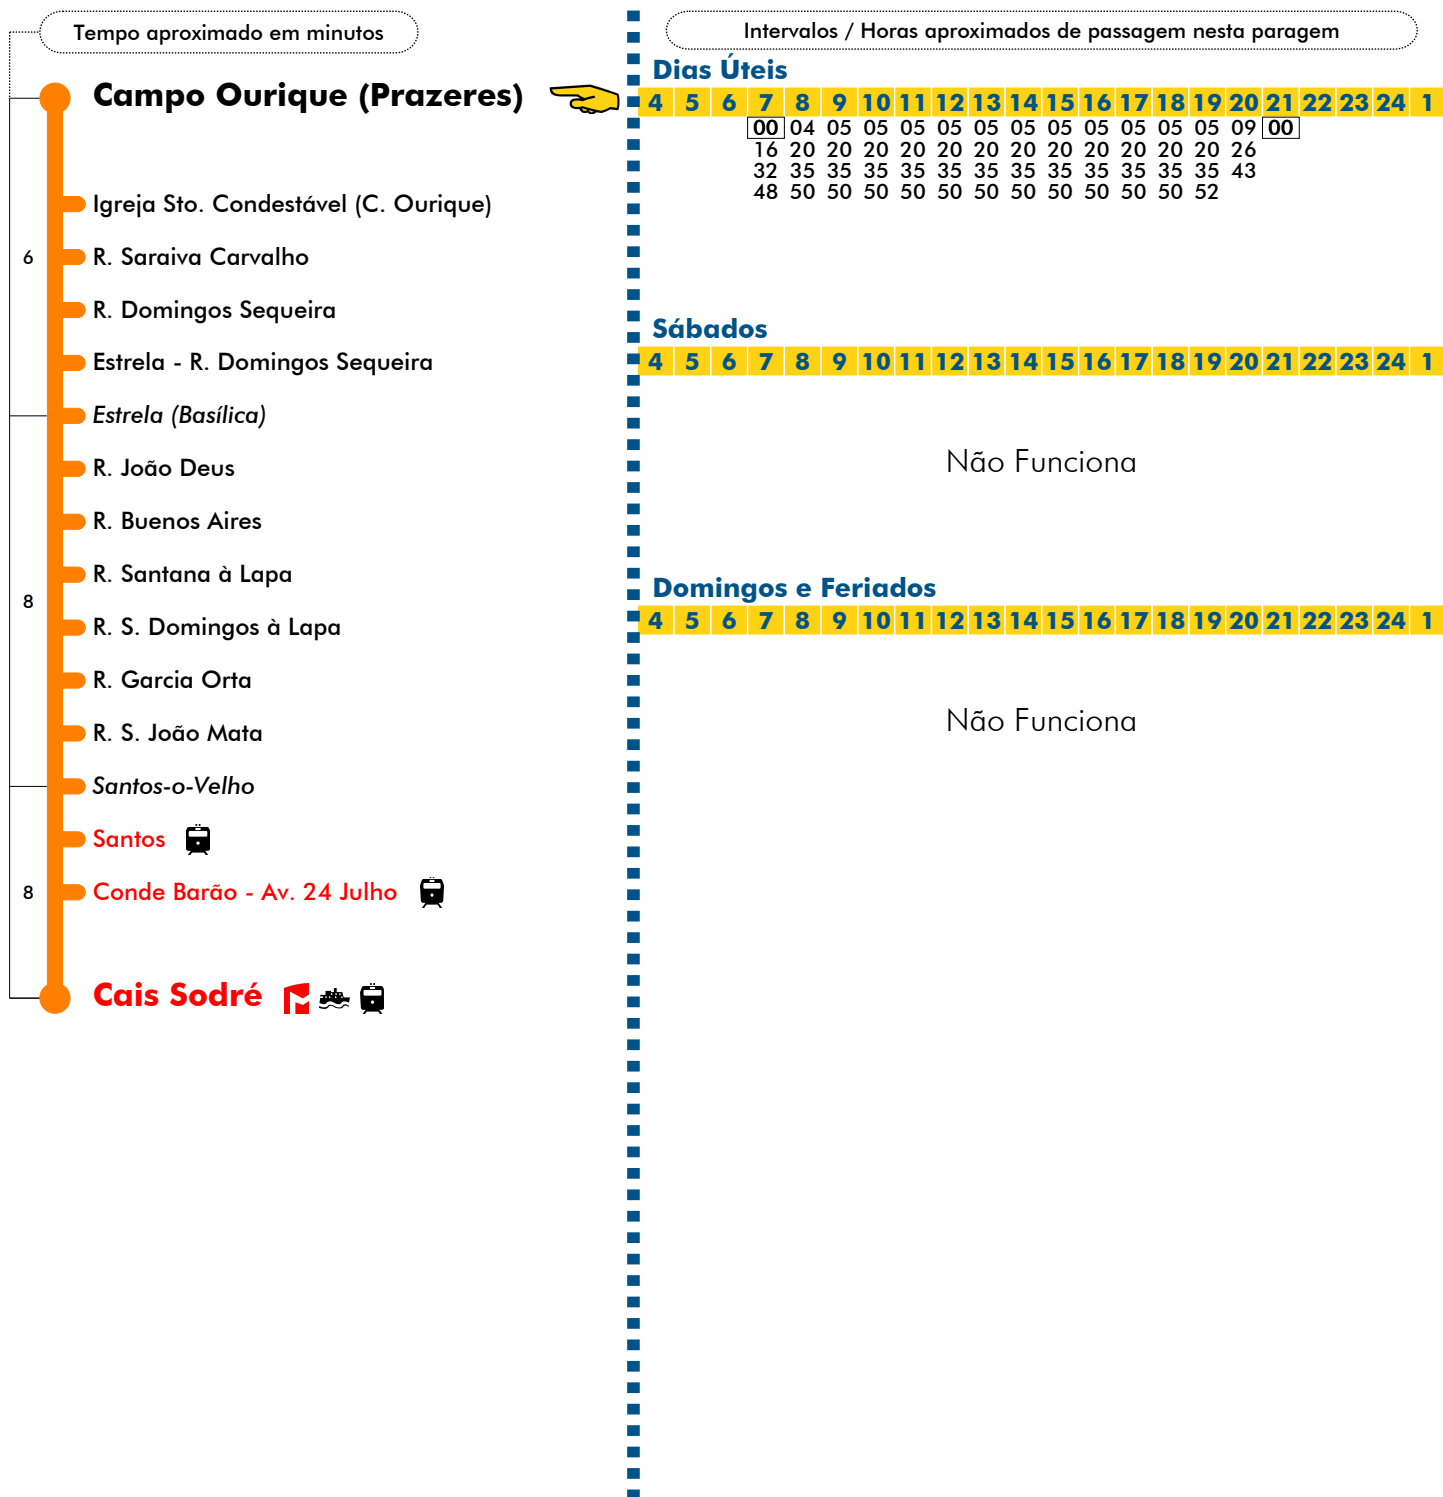 Tempo aproximado em minutos
Campo Ourique (Prazeres)
Igreja Sto. Condestável (C. Ourique)
6
R. Saraiva Carvalho
R. Domingos Sequeira
Estrela - R. Domingos Sequeira
Estrela (Basílica)
R. João Deus
R. Buenos Aires
R. Santana à Lapa
8
R. S. Domingos à Lapa
R. Garcia Orta
R. S. João Mata
Santos-o-Velho
Santos
8
Conde Barão - Av. 24 Julho
Cais Sodré
Intervalos / Horas aproximados de passagem nesta paragem
Dias Úteis
4 5 6 7 8 9 10 11 12 13 14 15 16 17 18 19 20 21 22 23 24 1
00 04 05 05 05 05 05 05 05 05 05 05 05 09 00
16 20 20 20 20 20 20 20 20 20 20 20 20 26
32 35 35 35 35 35 35 35 35 35 35 35 35 43
48 50 50 50 50 50 50 50 50 50 50 50 52
Sábados
4 5 6 7 8 9 10 11 12 13 14 15 16 17 18 19 20 21 22 23 24 1
Não Funciona
Domingos e Feriados
4 5 6 7 8 9 10 11 12 13 14 15 16 17 18 19 20 21 22 23 24 1
Não Funciona